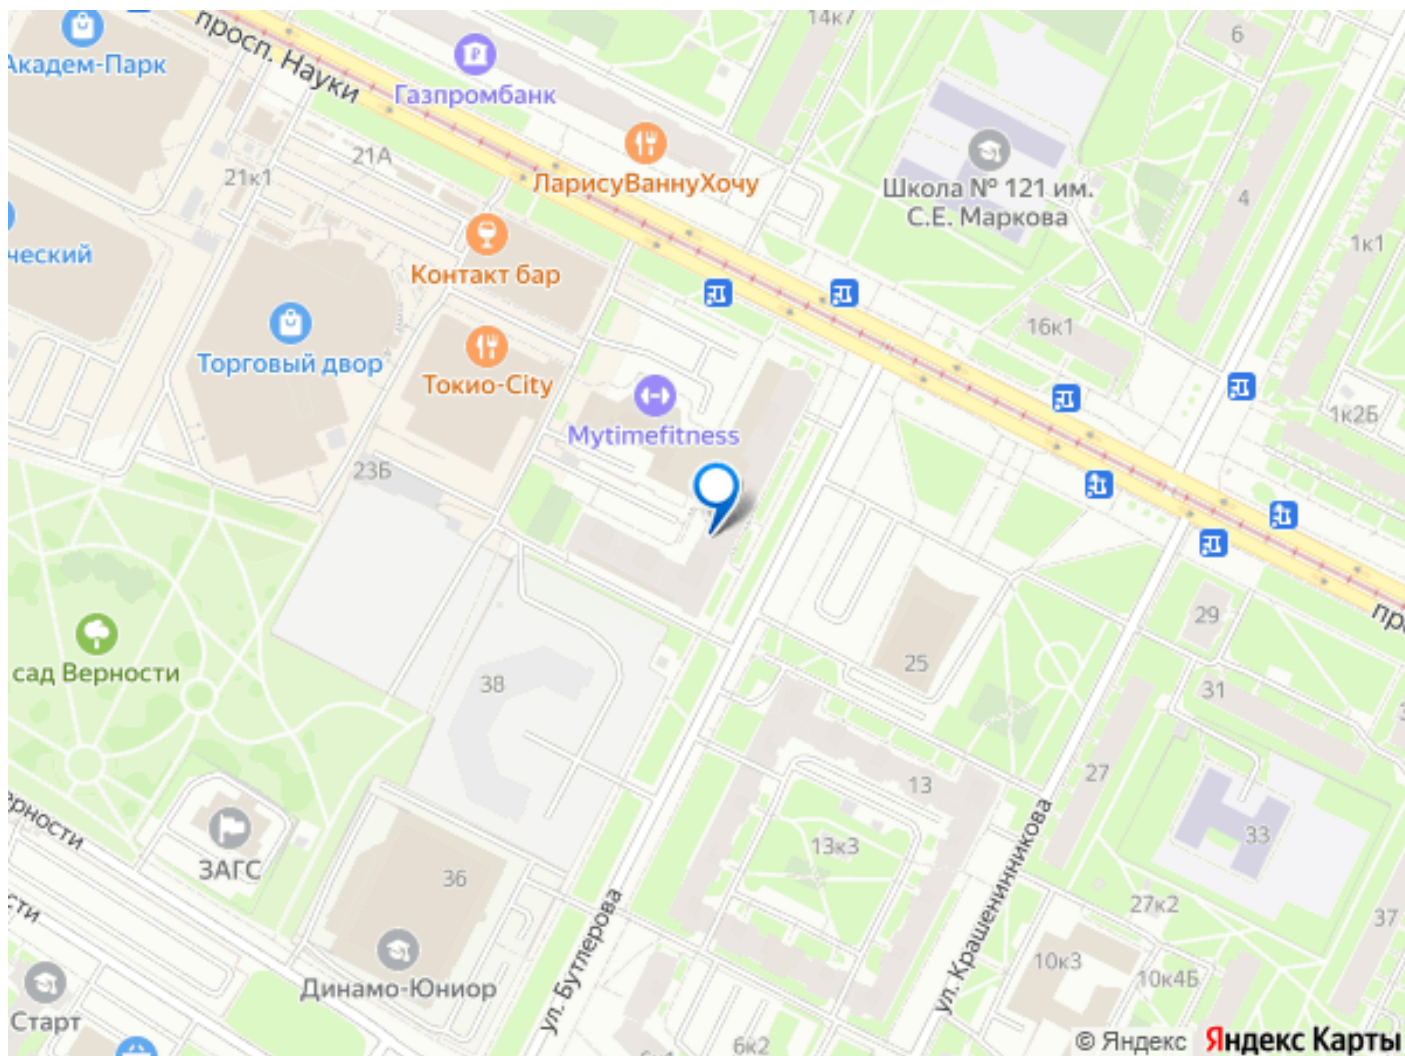 14к7
6
просп. Науки
Академ-Парк
Газпромбанк
21А
21к1
ЛарисуВаннуХочу
Школа № 121 им.
С.Е. Маркова
4
1к1
ческий
Контакт бар
16к1
Торговый двор
Токио-City
1к2Б
Mytimefitness
23Б
29
сад Верности
38
25
31
27
13
13к3
33
ерности
ЗАГС
36
ул. Бутлерова
ул. Крашенинникова
27к2
37
сти
10к3
10к4Б
Динамо-Юниор
Старт
6к2
© Яндекс Яндекс Карты